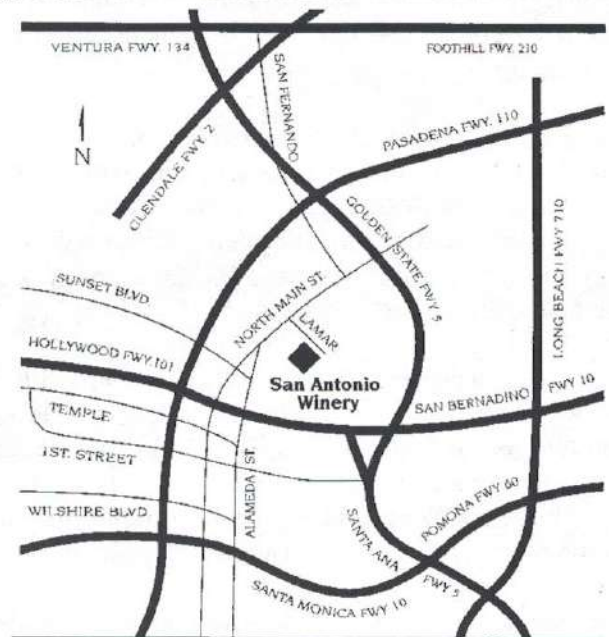 VENTURA FWY. 134
FOOTHILL FWY. 210
SAN FERNANDO
N
GLENDALE FWY 2
PASADENA FWY. 110
GOLDEN STATE FWY 5
LONG BEACH FWY 710
SUNSET BLVD.
NORTH MAIN ST.
LAMAR
HOLLYWOOD FWY.101
San Antonio
Winery
SAN BERNADINO FWY 10
TEMPLE
1ST. STREET
ALAMEDA ST.
WILSHIRE BLVD.
SANTA ANA FWY 5
POMONA FWY 60
SANTA MONICA FWY 10